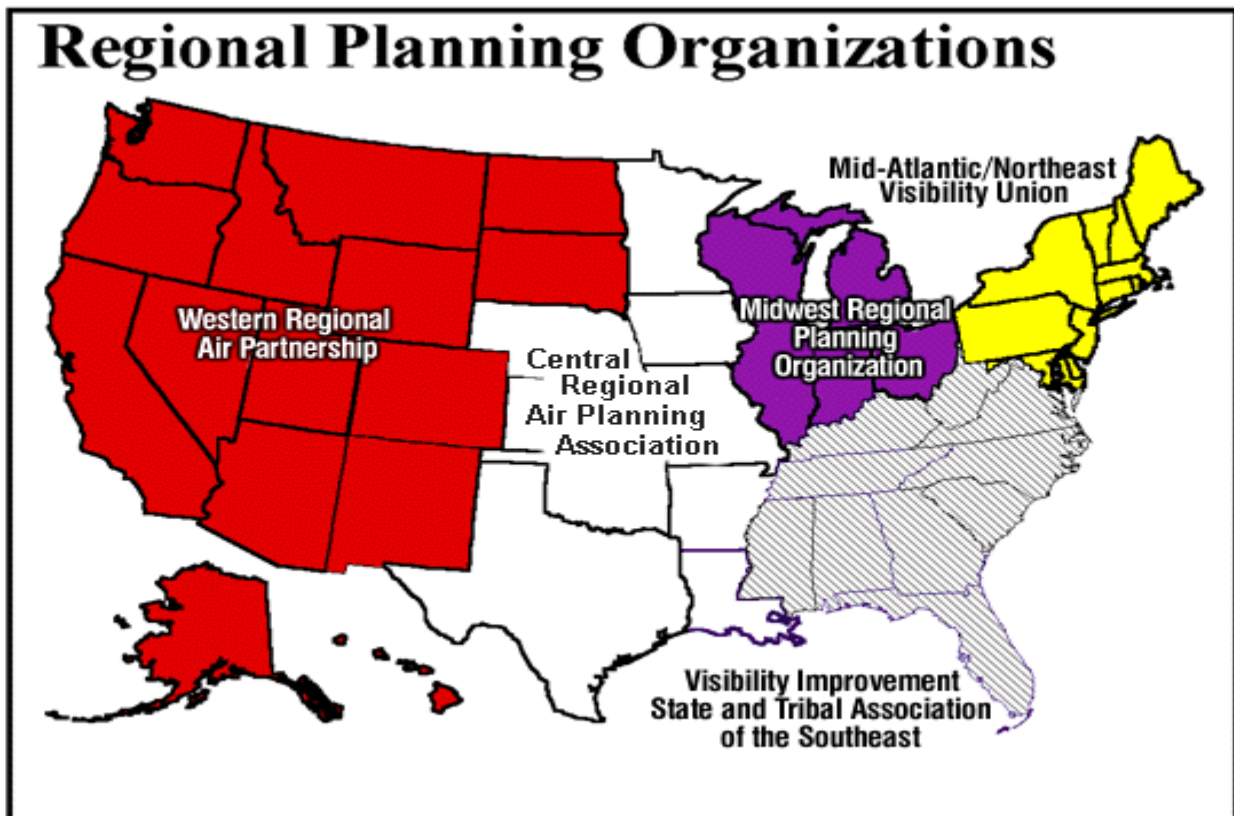 Regional Planning Organizations
Mid-Atlantic/Northeast
Visibility Union
Western Regional
Air Partnership
Midwest Regional
Planning
Organization
Central
Regional
Air Planning
Association
Visibility Improvement
State and Tribal Association
of the Southeast